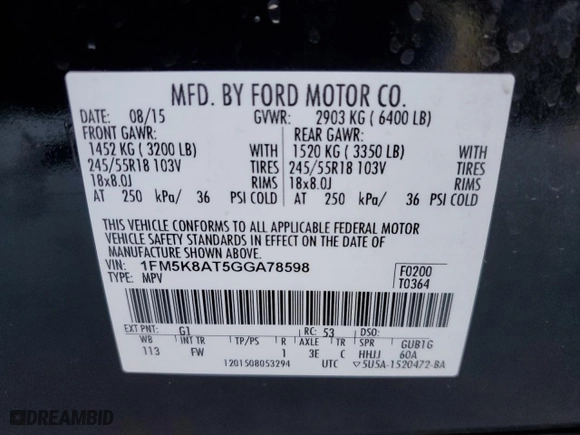 MFD. BY FORD MOTOR CO.
DATE: 08/15 GVWR: 2903 KG ( 6400 LB)
FRONT GAWR: REAR GAWR:
1452 KG ( 3200 LB) WITH 1520 KG ( 3350 LB) WITH
245/55R18 103V TIRES 245/55R18 103V TIRES
18x8.0J RIMS 18x8.0J RIMS
AT 250 kPa/ 36 PSI COLD AT 250 kPa/ 36 PSI COLD
THIS VEHICLE CONFORMS TO ALL APPLICABLE FEDERAL MOTOR
VEHICLE SAFETY STANDARDS IN EFFECT ON THE DATE OF
MANUFACTURE SHOWN ABOVE.
VIN: 1FM5K8AT5GGA78598 F0200
TYPE: MPV T0364
EXT PNT: G1 RC: 53 DSO:
WB INT TR TP/PS R AXLE TR SPR GUB1G
113 FW 1 3E C HHJJ 60A
1201508053294 UTC ▽5U5A-1520472-BA
DREAMBID